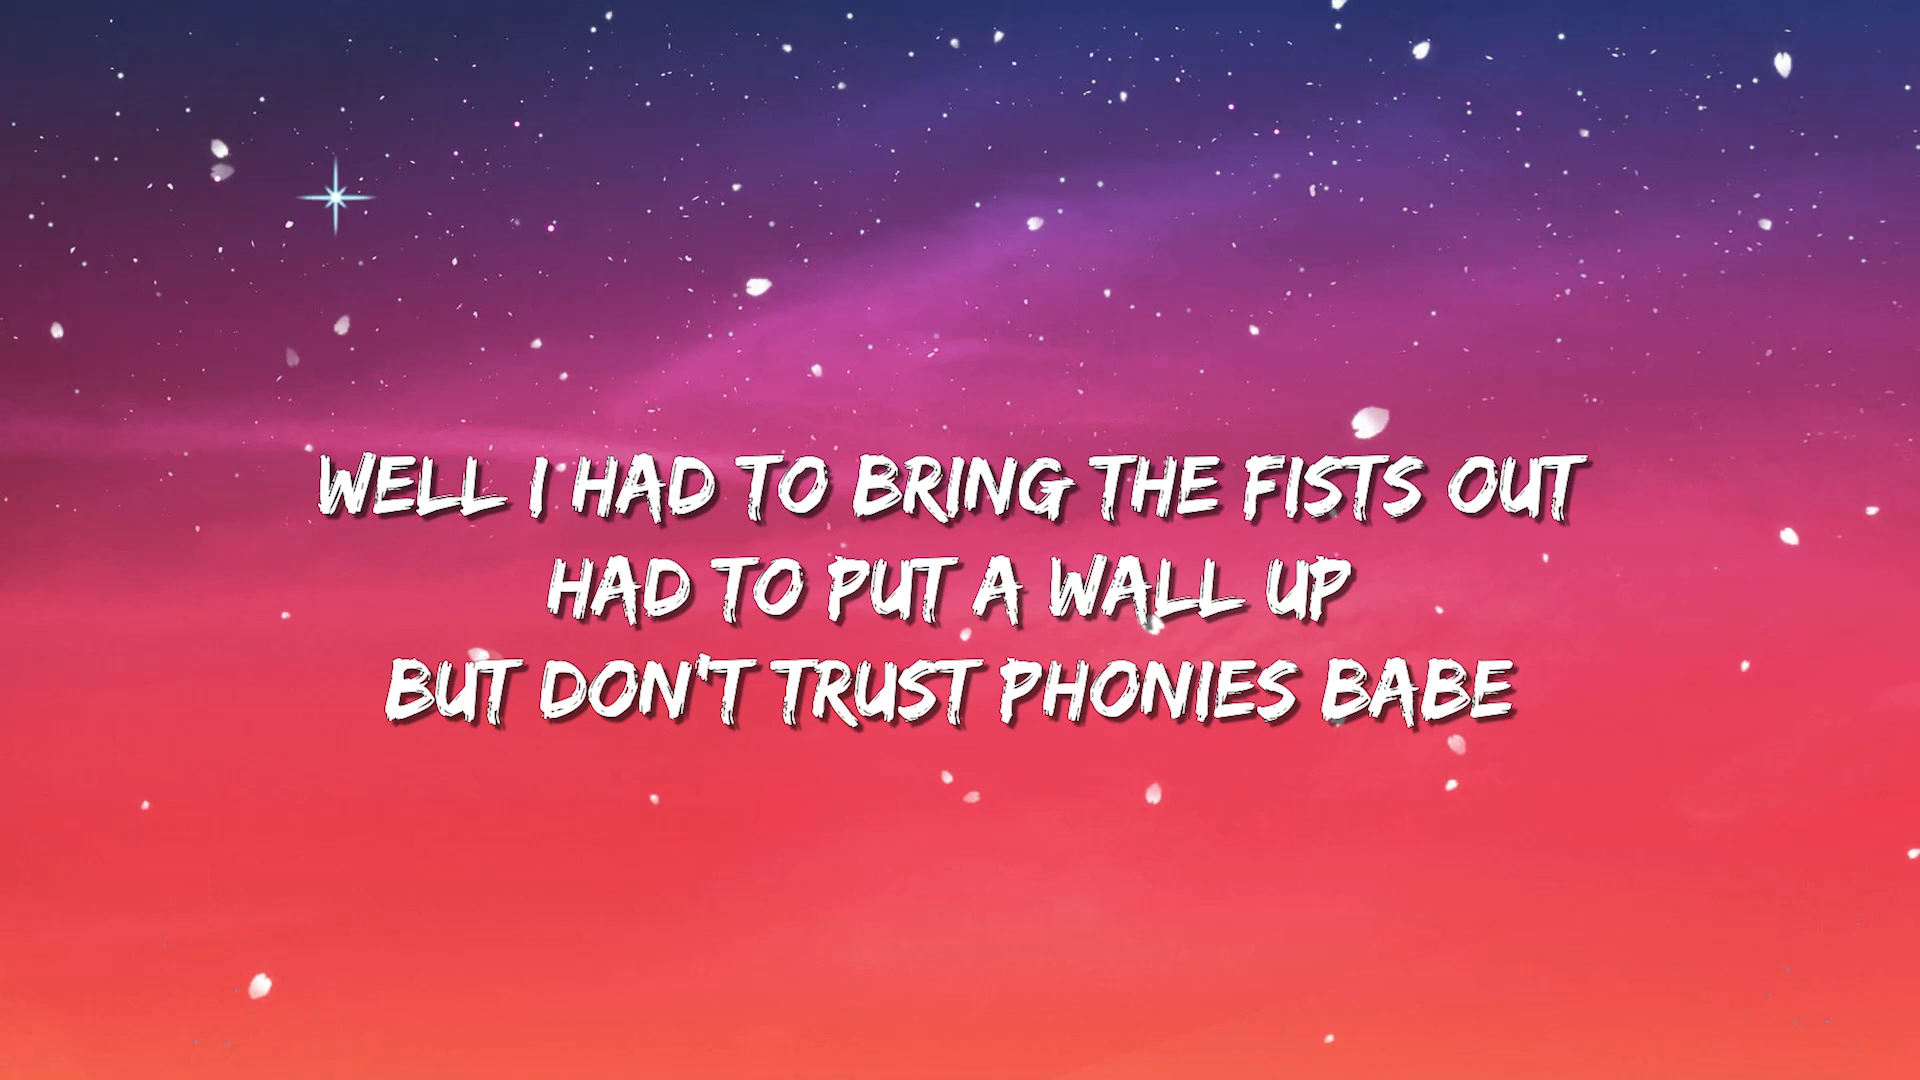 WELL I HAD TO BRING THE FISTS OUT
HAD TO PUT A WALL UP
BUT DON'T TRUST PHONIES BABE